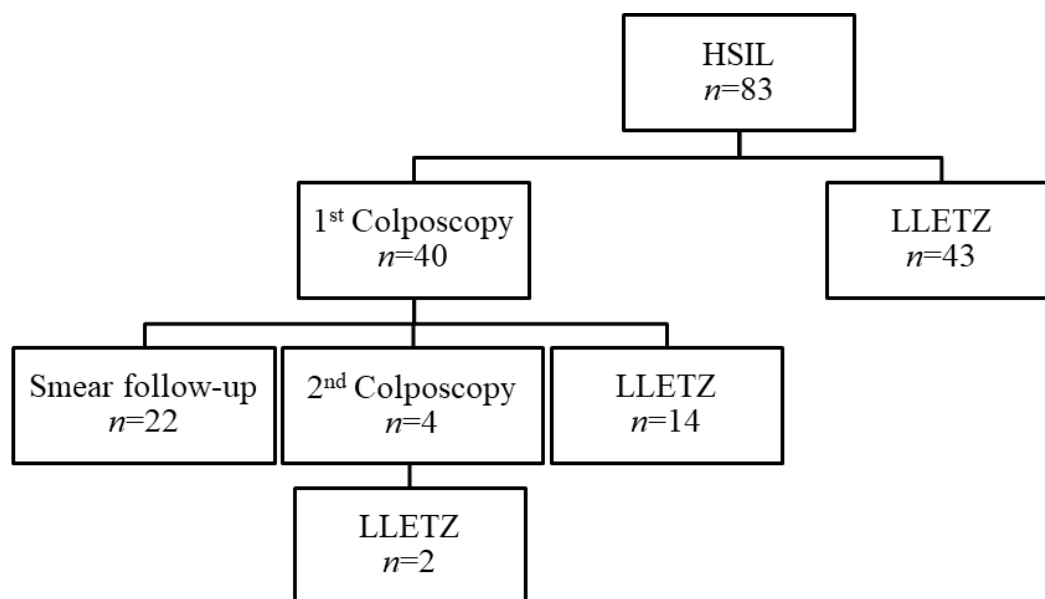 HSIL
n=83
1st Colposcopy
n=40
LLETZ
n=43
Smear follow-up
n=22
2nd Colposcopy
n=4
LLETZ
n=14
LLETZ
n=2